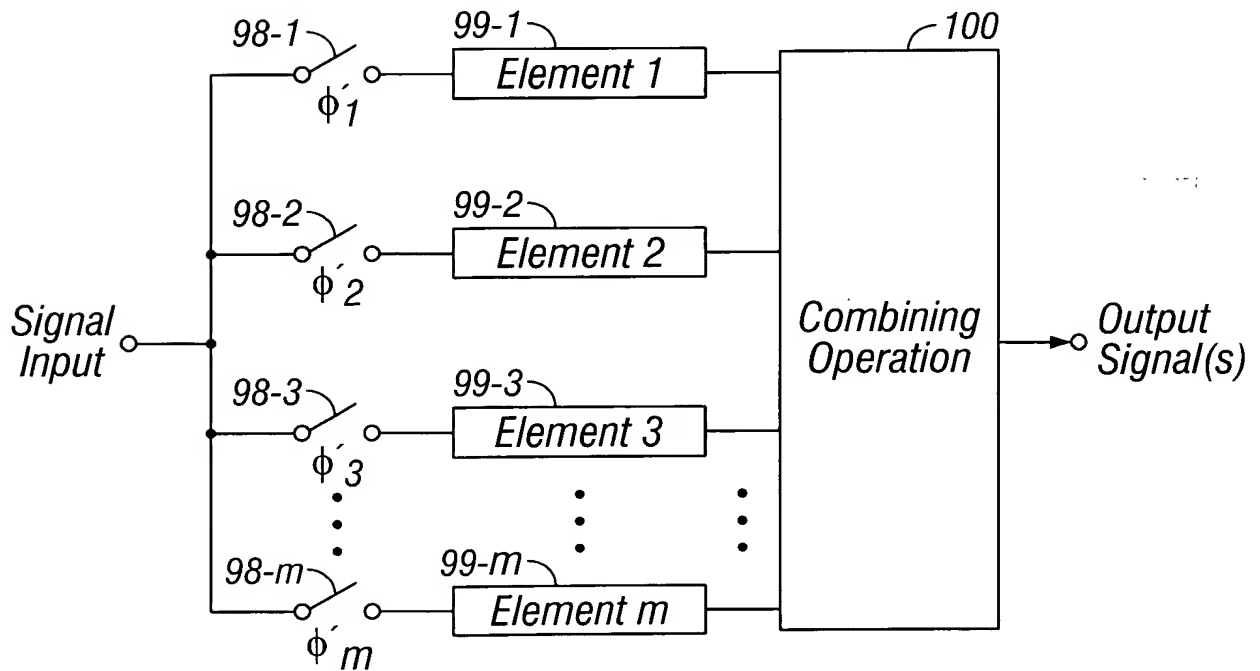 98-1
99-1
100
Element 1
ϕ´1
98-2
99-2
Element 2
ϕ´2
Signal
Input
Combining
Operation
Output
Signal(s)
98-3
99-3
Element 3
ϕ´3
98-m
99-m
Element m
ϕ´m